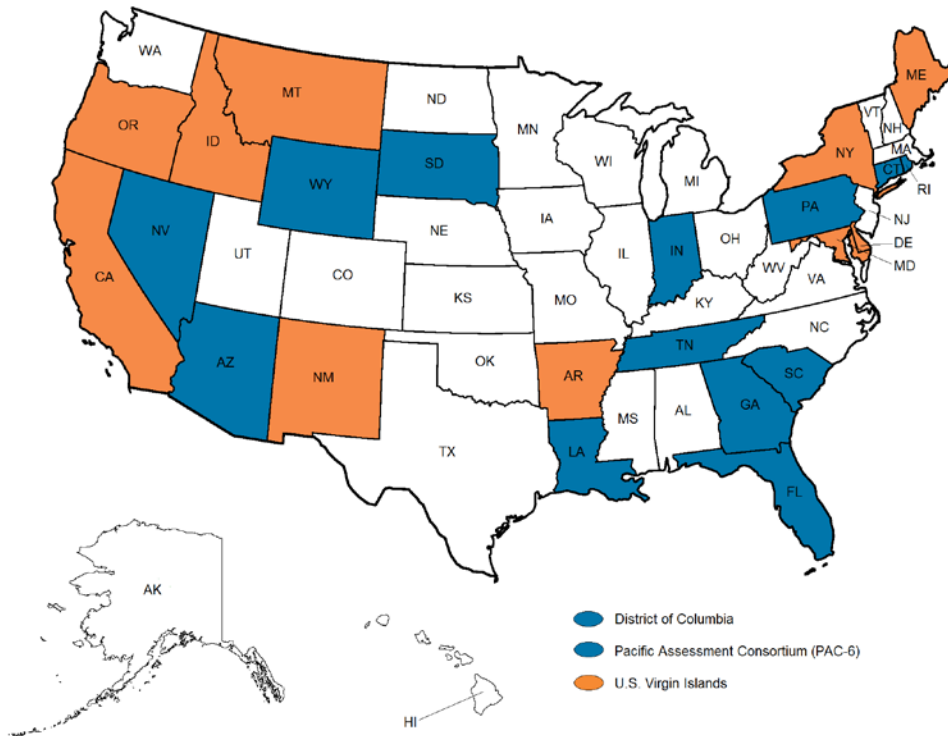 WA
ME
MT
ND
VT
OR
MN
NH
ID
NY
MA
WI
SD
CT
WY
MI
RI
PA
IA
NJ
NV
NE
OH
IN
DE
UT
IL
MD
CA
CO
WV
VA
KS
MO
KY
NC
TN
OK
AZ
NM
AR
SC
GA
MS
AL
TX
LA
FL
AK
District of Columbia
Pacific Assessment Consortium (PAC-6)
U.S. Virgin Islands
HI